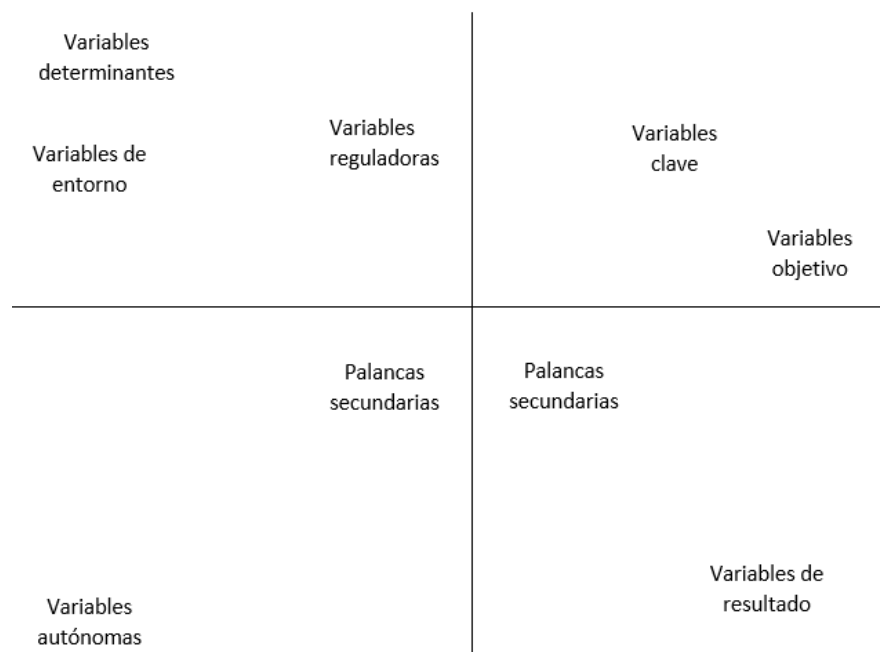 Variables
determinantes
Variables de
entorno
Variables
reguladoras
Variables
clave
Variables
objetivo
Palancas
secundarias
Palancas
secundarias
Variables
autónomas
Variables de
resultado